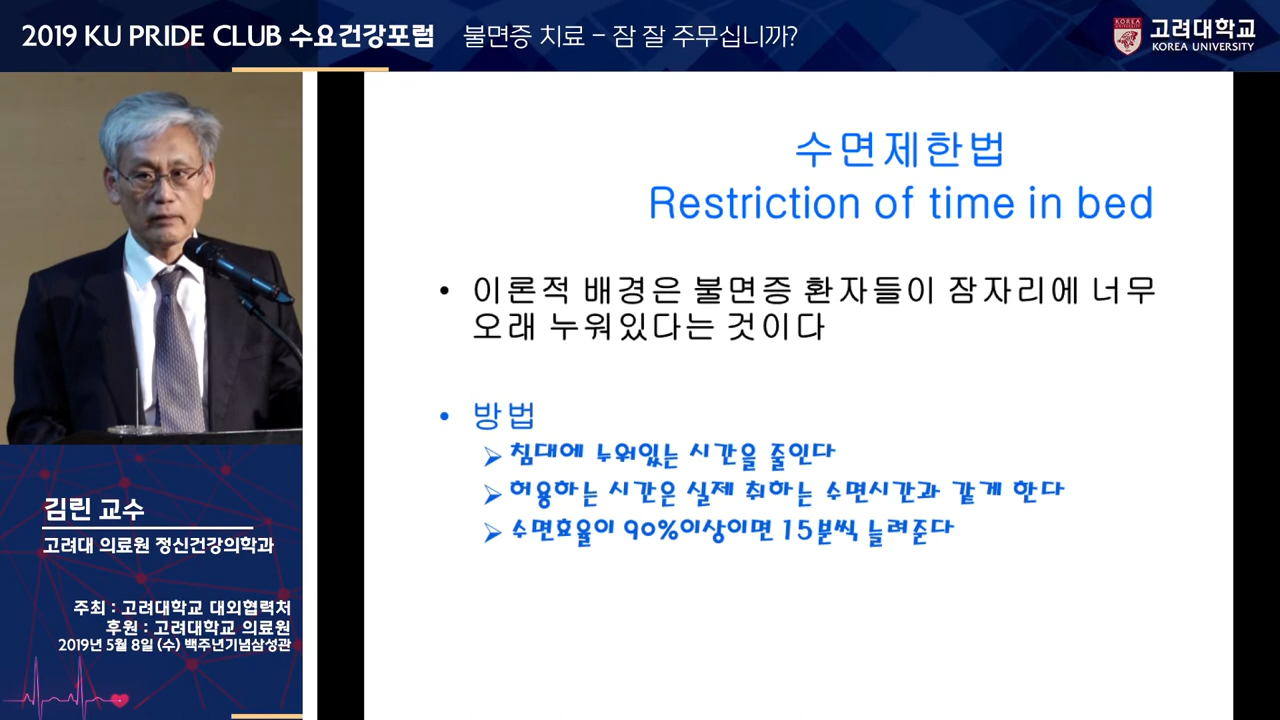 2019 KU PRIDE CLUB 수요건강포럼 불면증 치료 – 잠 잘 주무십니까?
KOREA
UNIVERSITY
고려대학교
KOREA UNIVERSITY
수면제한법
Restriction of time in bed
• 이론적 배경은 불면증 환자들이 잠자리에 너무
오래 누워있다는 것이다
• 방법
➢ 침대에 누워있는 시간을 줄인다
➢ 허용하는 시간은 실제 취하는 수면시간과 같게 한다
➢ 수면효율이 90%이상이면 15분씩 늘려준다
김린 교수
고려대 의료원 정신건강의학과
주최 : 고려대학교 대외협력처
후원 : 고려대학교 의료원
2019년 5월 8일 (수) 백주년기념삼성관